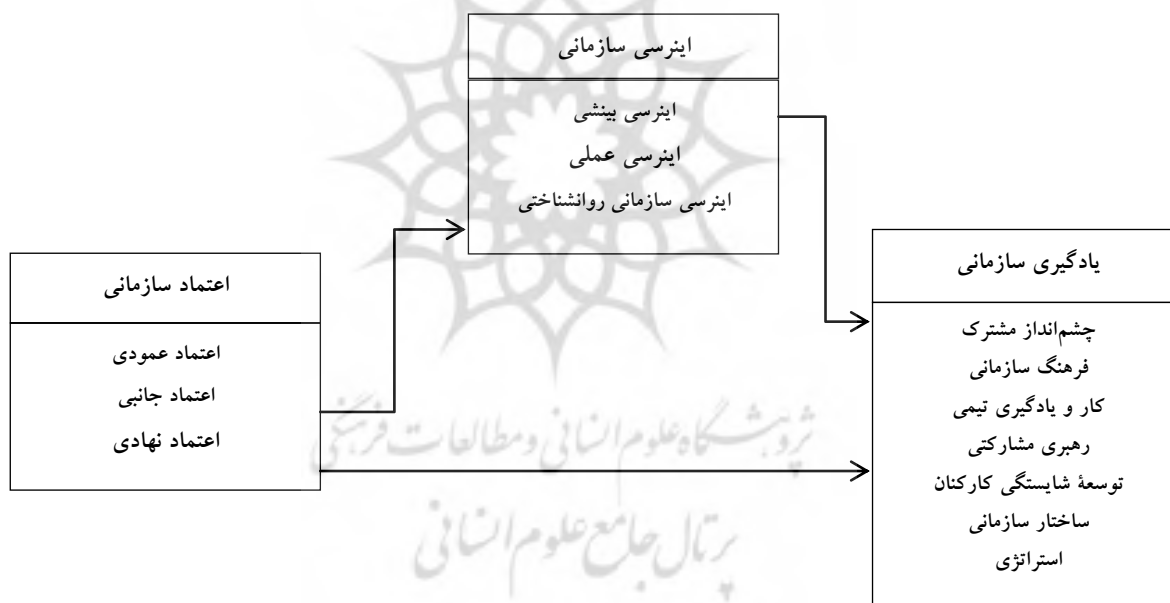 اینرسی سازمانی
اینرسی بینشی
اینرسی عملی
اینرسی سازمانی روانشناختی
یادگیری سازمانی
چشم‌انداز مشترک
فرهنگ سازمانی
کار و یادگیری تیمی
رهبری مشارکتی
توسعهٔ شایستگی کارکنان
ساختار سازمانی
استراتژی
اعتماد سازمانی
اعتماد عمودی
اعتماد جانبی
اعتماد نهادی
پژوهشگاه علوم انسانی و مطالعات فرهنگی
پرتال جامع علوم انسانی